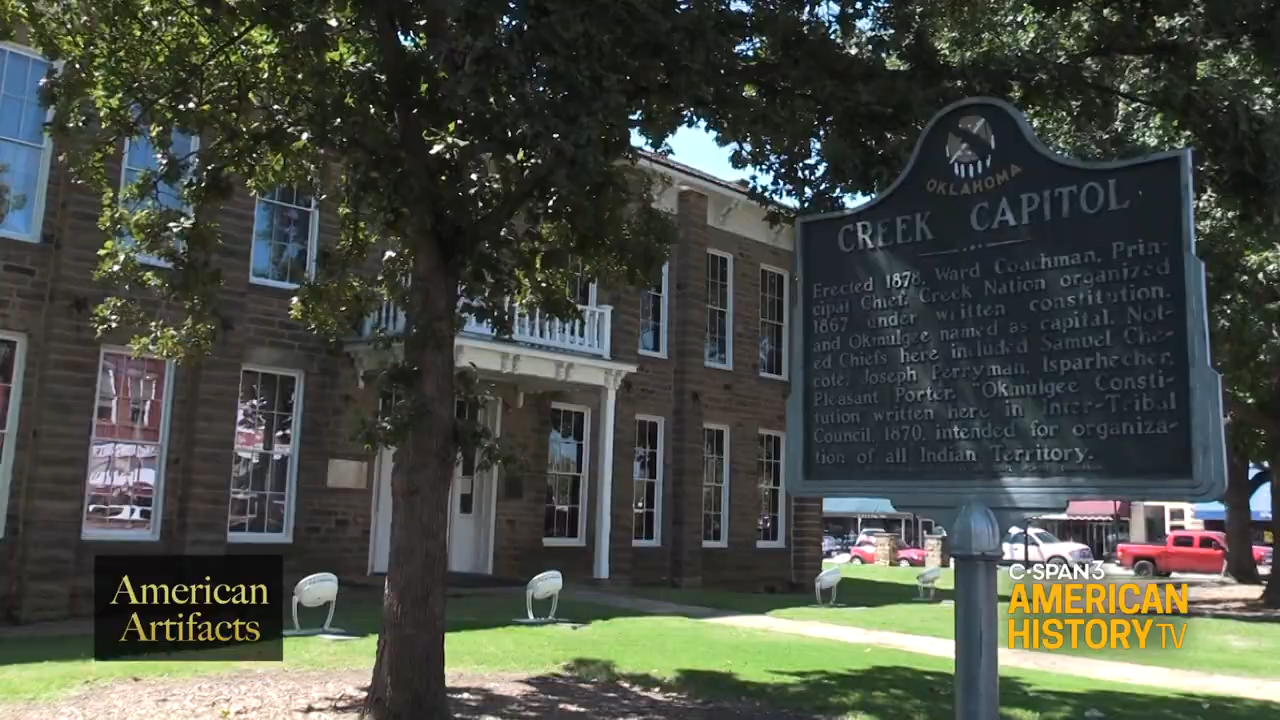 OKLAHOMA
CREEK CAPITOL
Erected 1878, Ward Coachman, Prin-
cipal Chief. Creek Nation organized
1867 under written constitution,
and Okmulgee named as capital. Not-
ed Chiefs here included Samuel Che-
cote, Joseph Perryman, Isparhecher,
Pleasant Porter. "Okmulgee Consti-
tution written here in Inter-Tribal
Council, 1870, intended for organiza-
tion of all Indian Territory.
American
Artifacts
C-SPAN3
AMERICAN
HISTORY TV